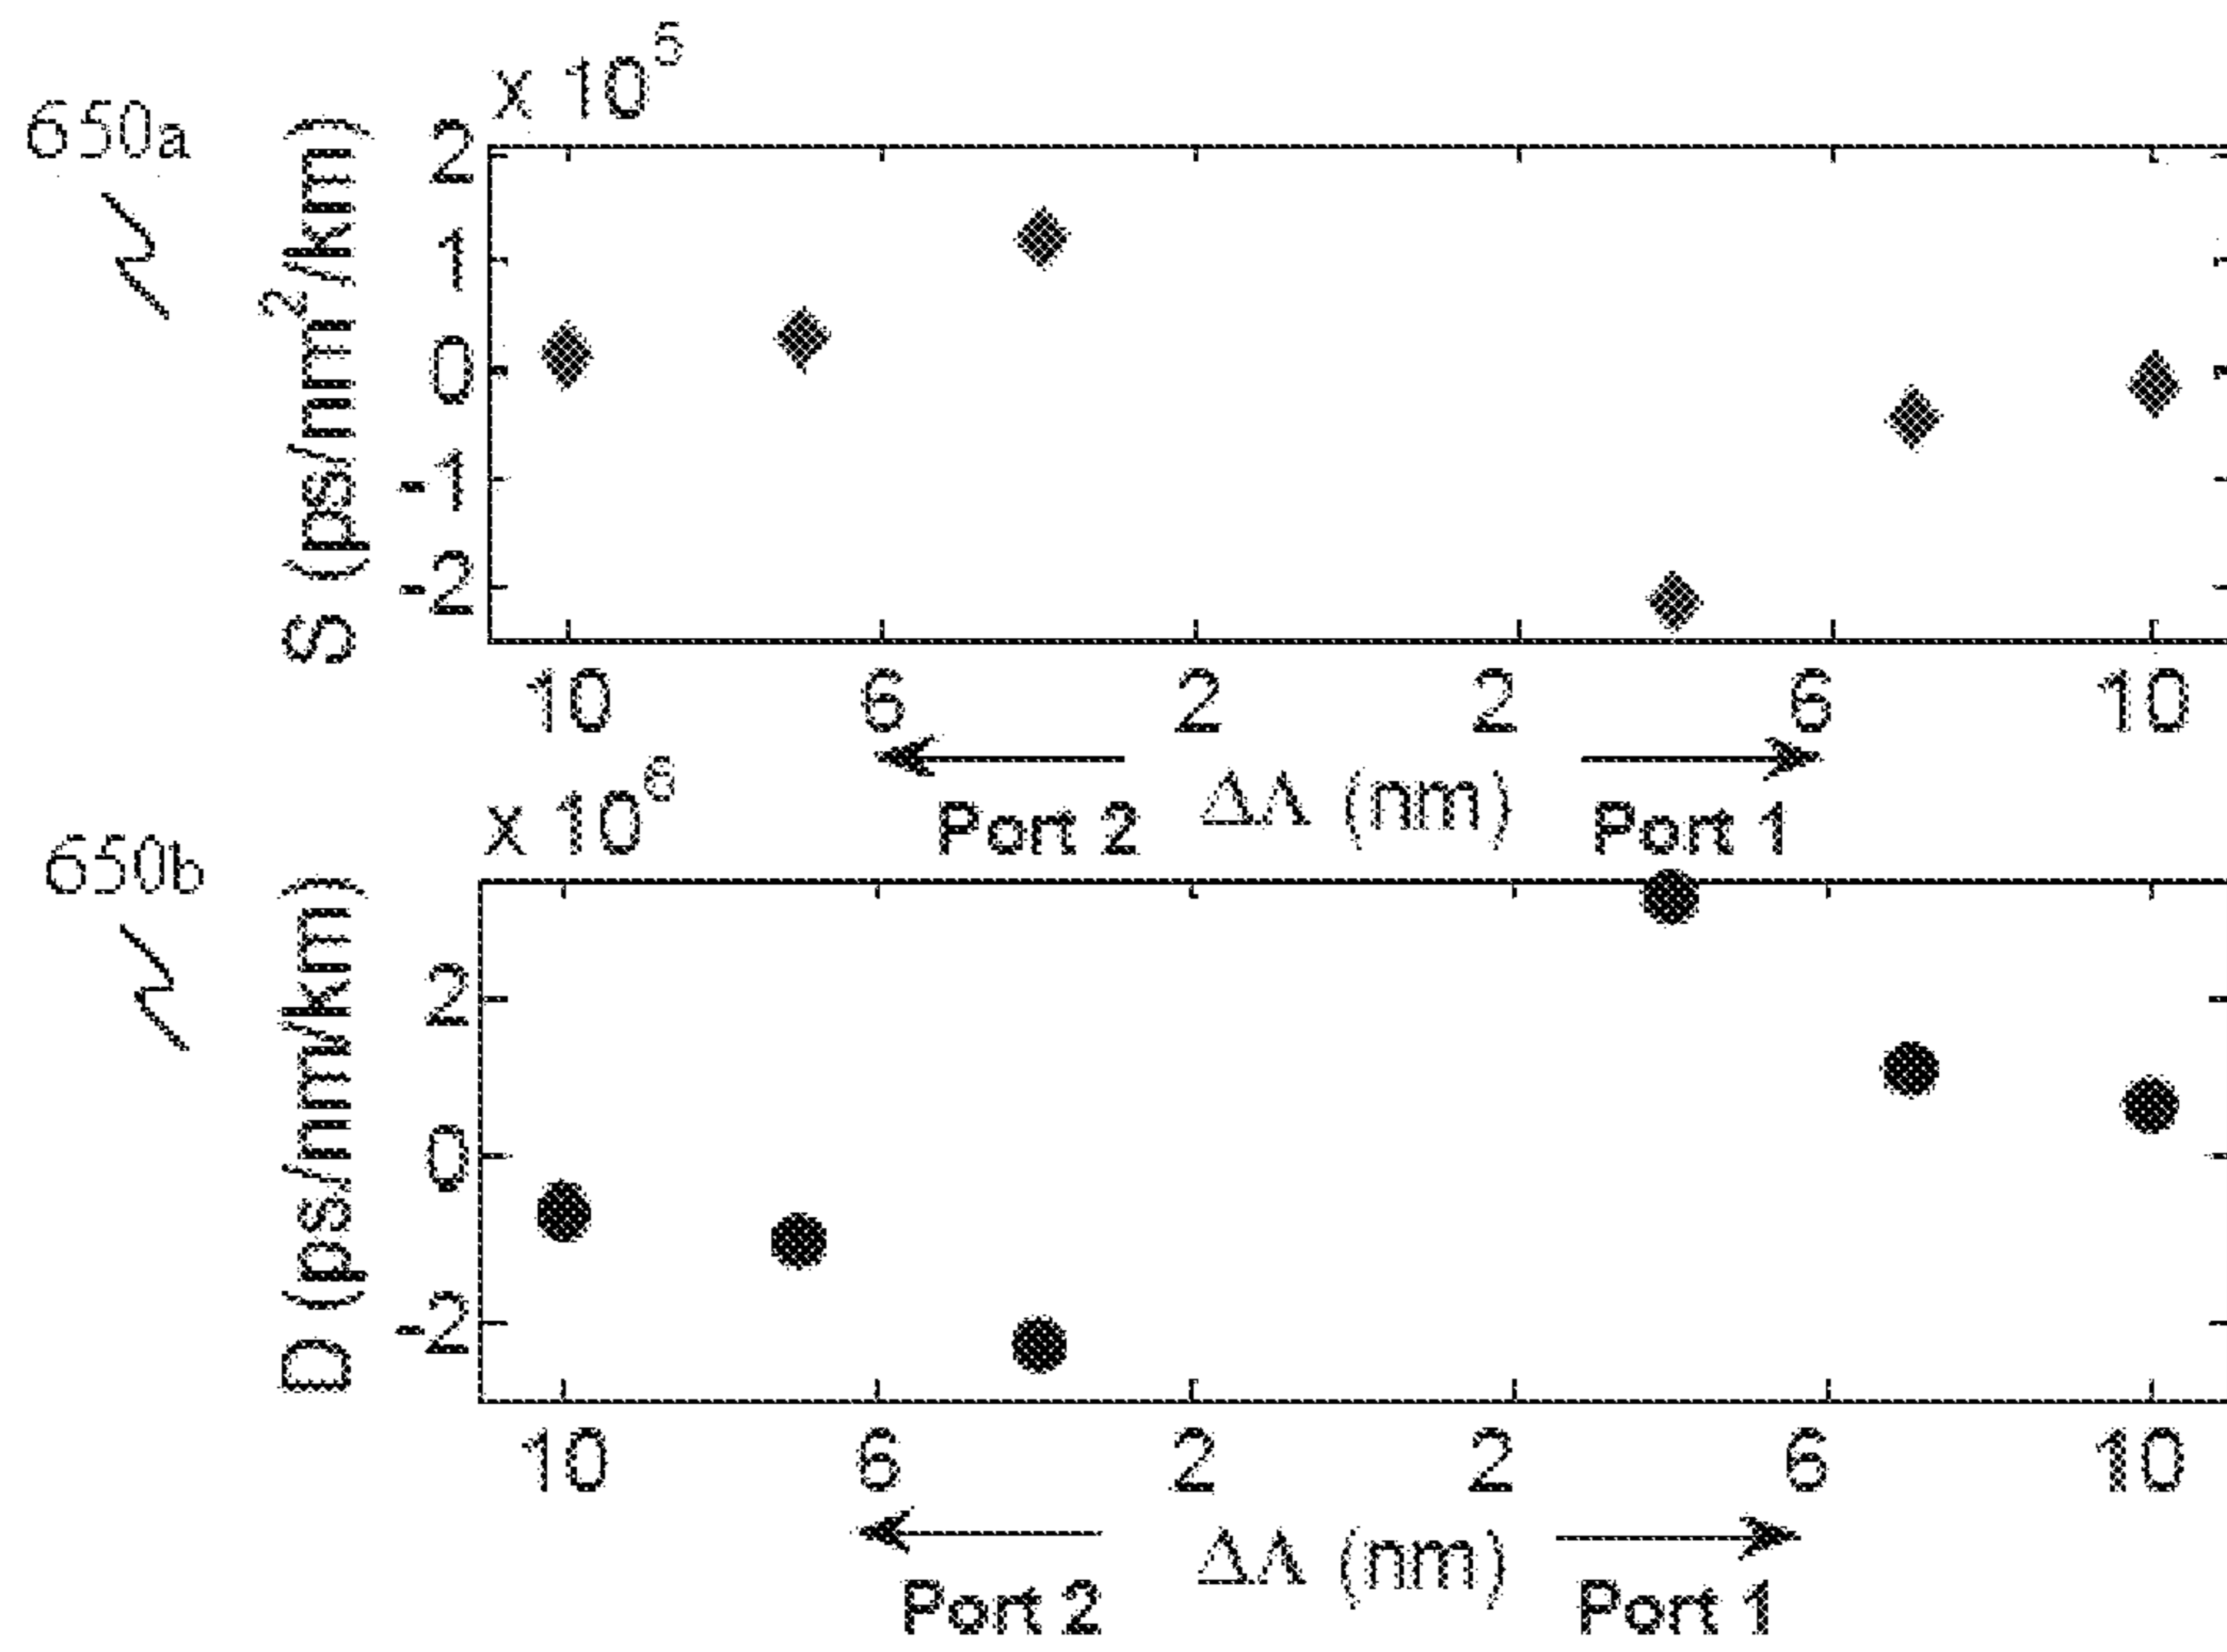 650a
x 10^5
S (ps/nm^2/km)
2
1
0
-1
-2
10 6 2 2 6 10
ΔΛ (nm)
Port 2 Port 1
650b
x 10^6
D (ps/nm/km)
2
0
-2
10 6 2 2 6 10
ΔΛ (nm)
Port 2 Port 1